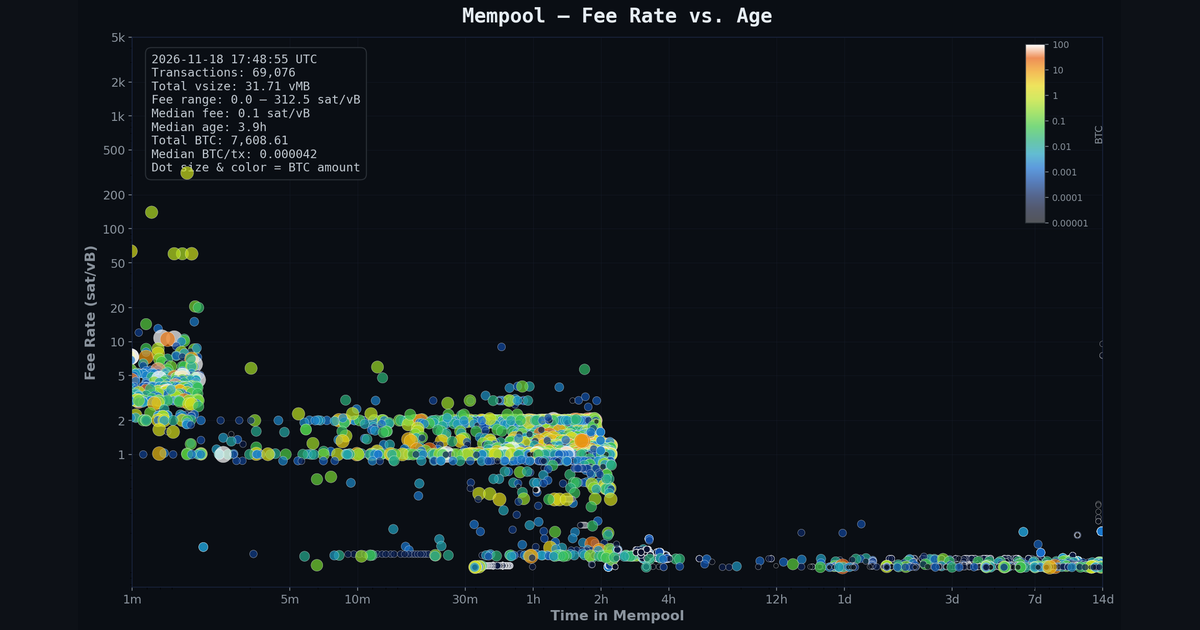 Mempool — Fee Rate vs. Age
2026-11-18 17:48:55 UTC
Transactions: 69,076
Total vsize: 31.71 vMB
Fee range: 0.0 — 312.5 sat/vB
Median fee: 0.1 sat/vB
Median age: 3.9h
Total BTC: 7,608.61
Median BTC/tx: 0.000042
Dot size & color = BTC amount
100
10
1
0.1
0.01
0.001
0.0001
0.00001
BTC
Fee Rate (sat/vB)
5k
2k
1k
500
200
100
50
20
10
5
2
1
1m
5m
10m
30m
1h
2h
4h
12h
1d
3d
7d
14d
Time in Mempool